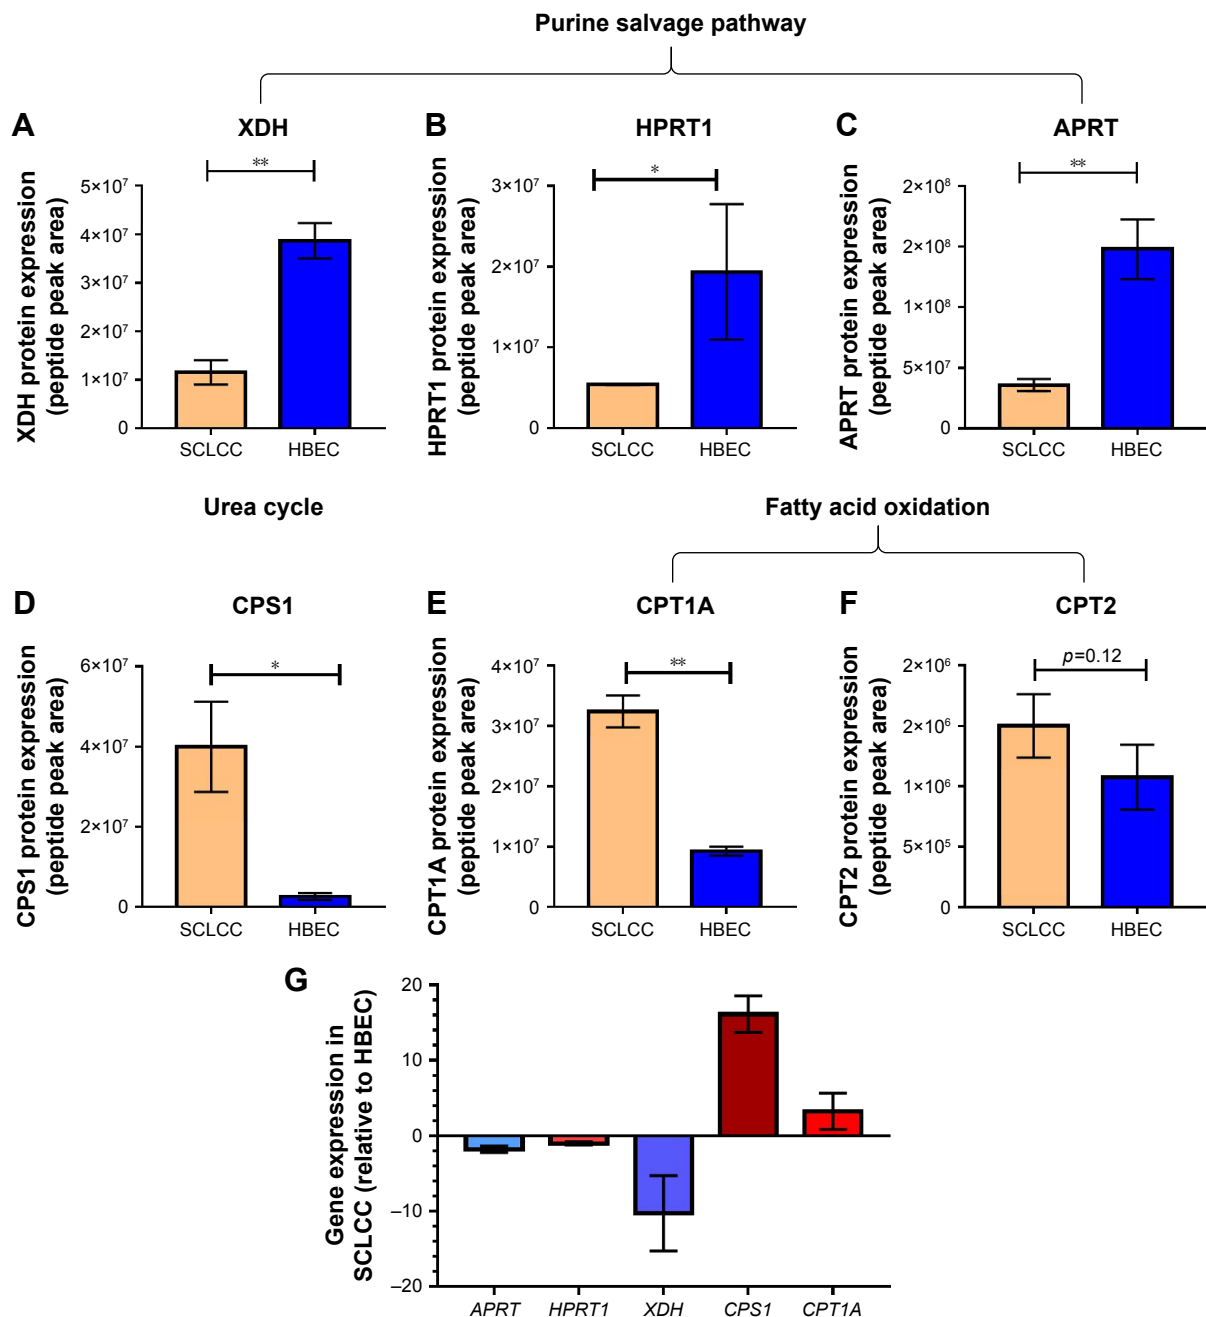 Purine salvage pathway
A
XDH
XDH protein expression
(peptide peak area)
**
5×10⁷
4×10⁷
3×10⁷
2×10⁷
1×10⁷
0
SCLCC HBEC
B
HPRT1
HPRT1 protein expression
(peptide peak area)
*
3×10⁷
2×10⁷
1×10⁷
0
SCLCC HBEC
C
APRT
APRT protein expression
(peptide peak area)
**
2×10⁸
2×10⁸
1×10⁸
5×10⁷
0
SCLCC HBEC
Urea cycle
D
CPS1
CPS1 protein expression
(peptide peak area)
*
6×10⁷
4×10⁷
2×10⁷
0
SCLCC HBEC
Fatty acid oxidation
E
CPT1A
CPT1A protein expression
(peptide peak area)
**
4×10⁷
3×10⁷
2×10⁷
1×10⁷
0
SCLCC HBEC
F
CPT2
CPT2 protein expression
(peptide peak area)
p=0.12
2×10⁶
2×10⁶
1×10⁶
5×10⁵
0
SCLCC HBEC
G
Gene expression in
SCLCC (relative to HBEC)
20
10
0
–10
–20
APRT HPRT1 XDH CPS1 CPT1A